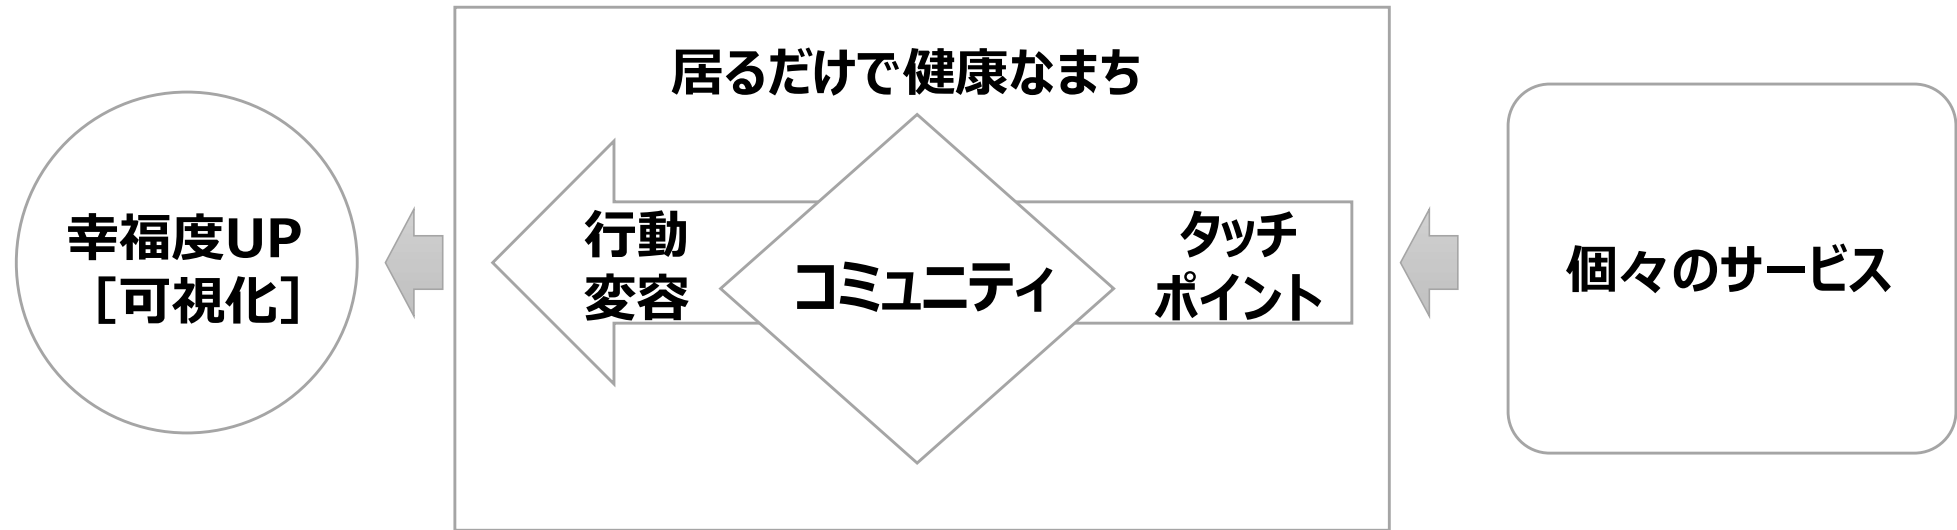 居るだけで健康なまち
幸福度UP
［可視化］
行動
変容
コミュニティ
タッチ
ポイント
個々のサービス